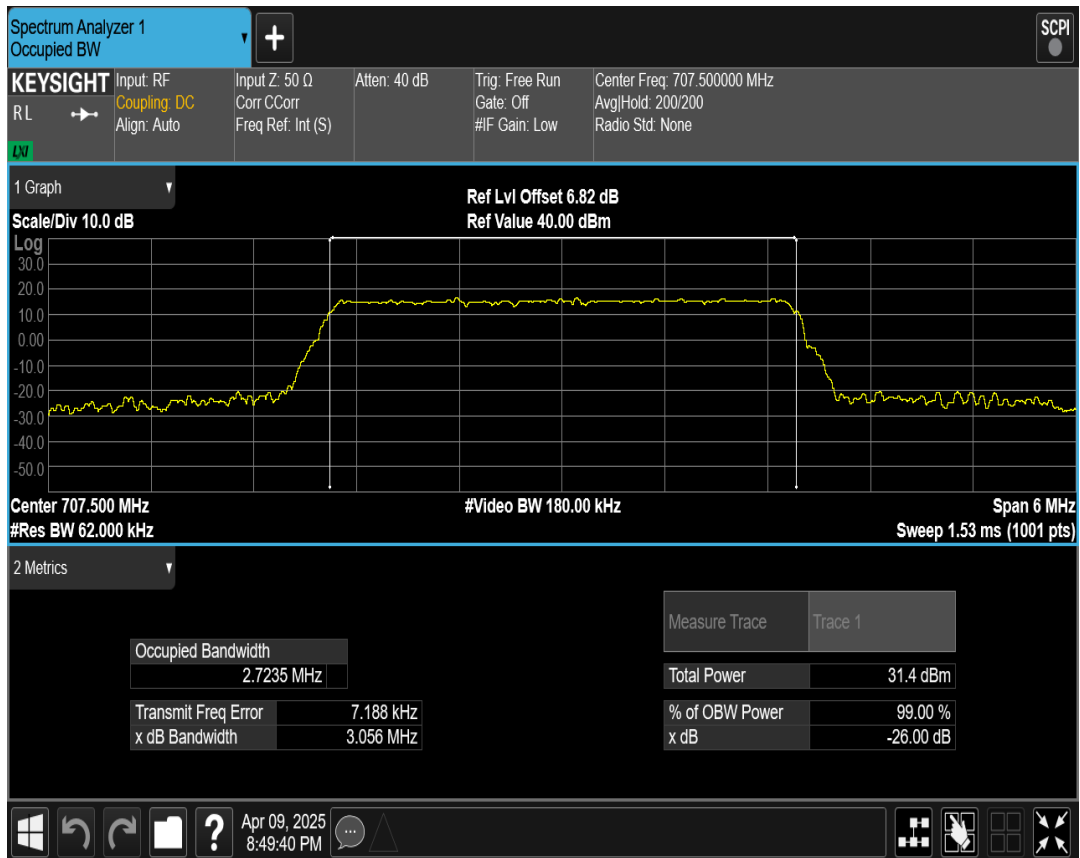 Spectrum Analyzer 1
Occupied BW
+
SCPI
KEYSIGHT
RL
LXI
Input: RF
Coupling: DC
Align: Auto
Input Z: 50 Ω
Corr CCorr
Freq Ref: Int (S)
Atten: 40 dB
Trig: Free Run
Gate: Off
#IF Gain: Low
Center Freq: 707.500000 MHz
Avg|Hold: 200/200
Radio Std: None
1 Graph
Ref Lvl Offset 6.82 dB
Scale/Div 10.0 dB
Ref Value 40.00 dBm
Log
30.0
20.0
10.0
0.00
-10.0
-20.0
-30.0
-40.0
-50.0
Center 707.500 MHz
#Video BW 180.00 kHz
Span 6 MHz
#Res BW 62.000 kHz
Sweep 1.53 ms (1001 pts)
2 Metrics
Measure Trace Trace 1
Occupied Bandwidth
2.7235 MHz
Total Power 31.4 dBm
Transmit Freq Error 7.188 kHz
% of OBW Power 99.00 %
x dB Bandwidth 3.056 MHz
x dB -26.00 dB
?
Apr 09, 2025
8:49:40 PM
...